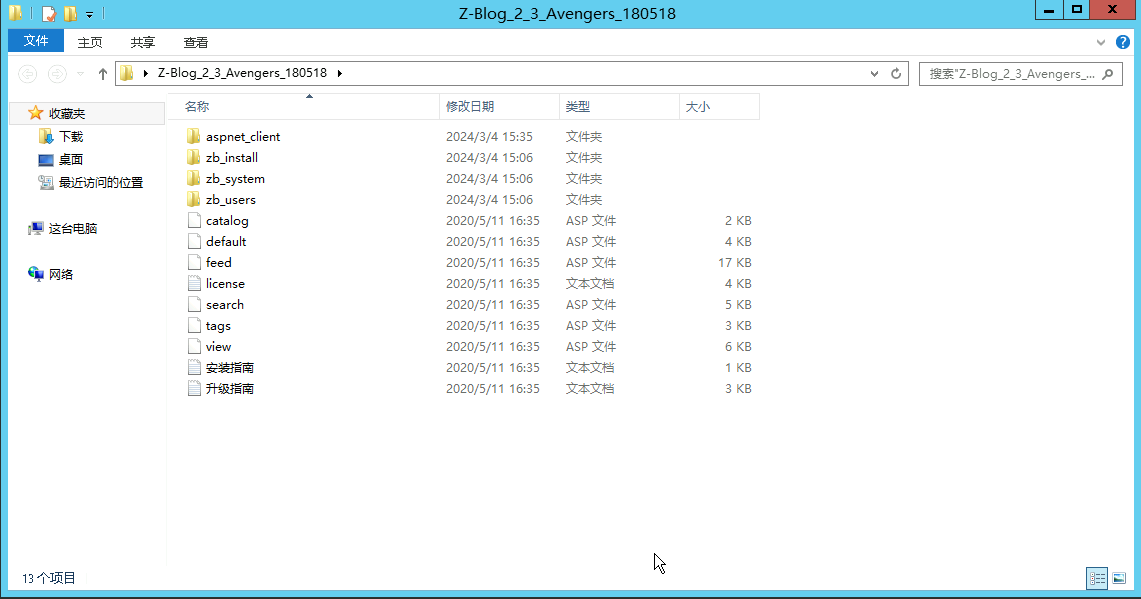 Z-Blog_2_3_Avengers_180518
文件 主页 共享 查看
Z-Blog_2_3_Avengers_180518
搜索"Z-Blog_2_3_Avengers_...
收藏夹
下载
桌面
最近访问的位置
这台电脑
网络
名称 修改日期 类型 大小
aspnet_client 2024/3/4 15:35 文件夹
zb_install 2024/3/4 15:06 文件夹
zb_system 2024/3/4 15:06 文件夹
zb_users 2024/3/4 15:06 文件夹
catalog 2020/5/11 16:35 ASP 文件 2 KB
default 2020/5/11 16:35 ASP 文件 4 KB
feed 2020/5/11 16:35 ASP 文件 17 KB
license 2020/5/11 16:35 文本文档 4 KB
search 2020/5/11 16:35 ASP 文件 5 KB
tags 2020/5/11 16:35 ASP 文件 3 KB
view 2020/5/11 16:35 ASP 文件 6 KB
安装指南 2020/5/11 16:35 文本文档 1 KB
升级指南 2020/5/11 16:35 文本文档 3 KB
13 个项目